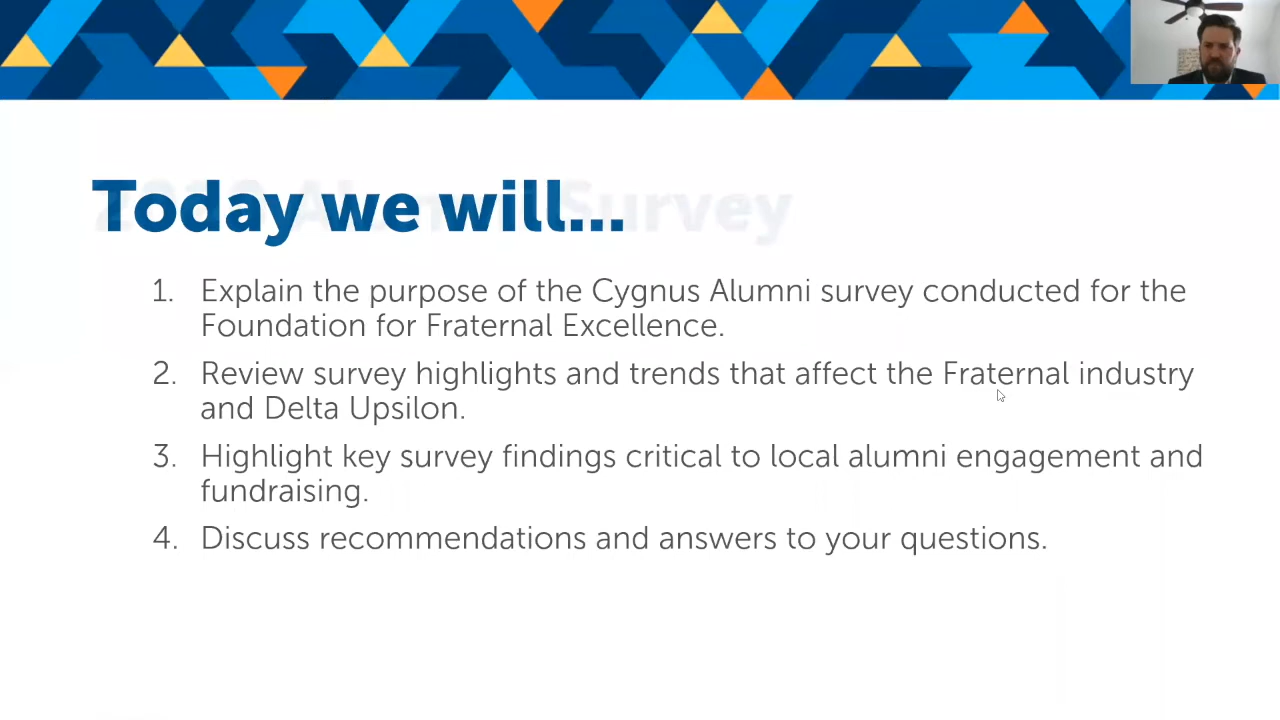 Today we will...
1. Explain the purpose of the Cygnus Alumni survey conducted for the
Foundation for Fraternal Excellence.
2. Review survey highlights and trends that affect the Fraternal industry
and Delta Upsilon.
3. Highlight key survey findings critical to local alumni engagement and
fundraising.
4. Discuss recommendations and answers to your questions.